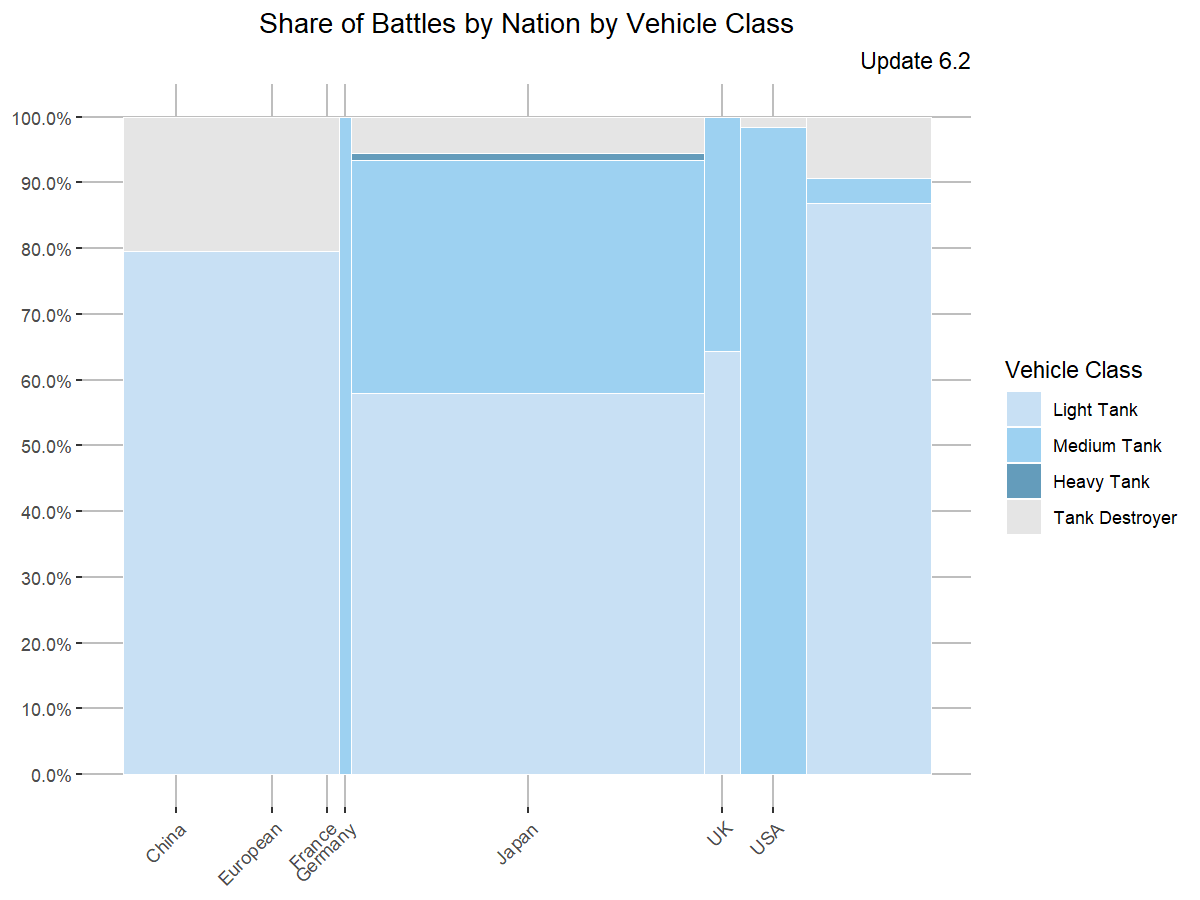 Share of Battles by Nation by Vehicle Class
Update 6.2
100.0%
90.0%
80.0%
70.0%
60.0%
50.0%
40.0%
30.0%
20.0%
10.0%
0.0%
China
European
France
Germany
Japan
UK
USA
Vehicle Class
Light Tank
Medium Tank
Heavy Tank
Tank Destroyer